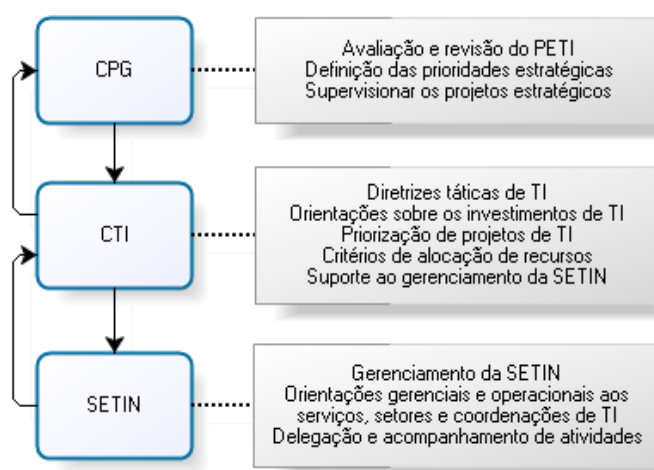 CPG
Avaliação e revisão do PETI
Definição das prioridades estratégicas
Supervisionar os projetos estratégicos
CTI
Diretrizes táticas de TI
Orientações sobre os investimentos de TI
Priorização de projetos de TI
Critérios de alocação de recursos
Suporte ao gerenciamento da SETIN
SETIN
Gerenciamento da SETIN
Orientações gerenciais e operacionais aos
serviços, setores e coordenações de TI
Delegação e acompanhamento de atividades